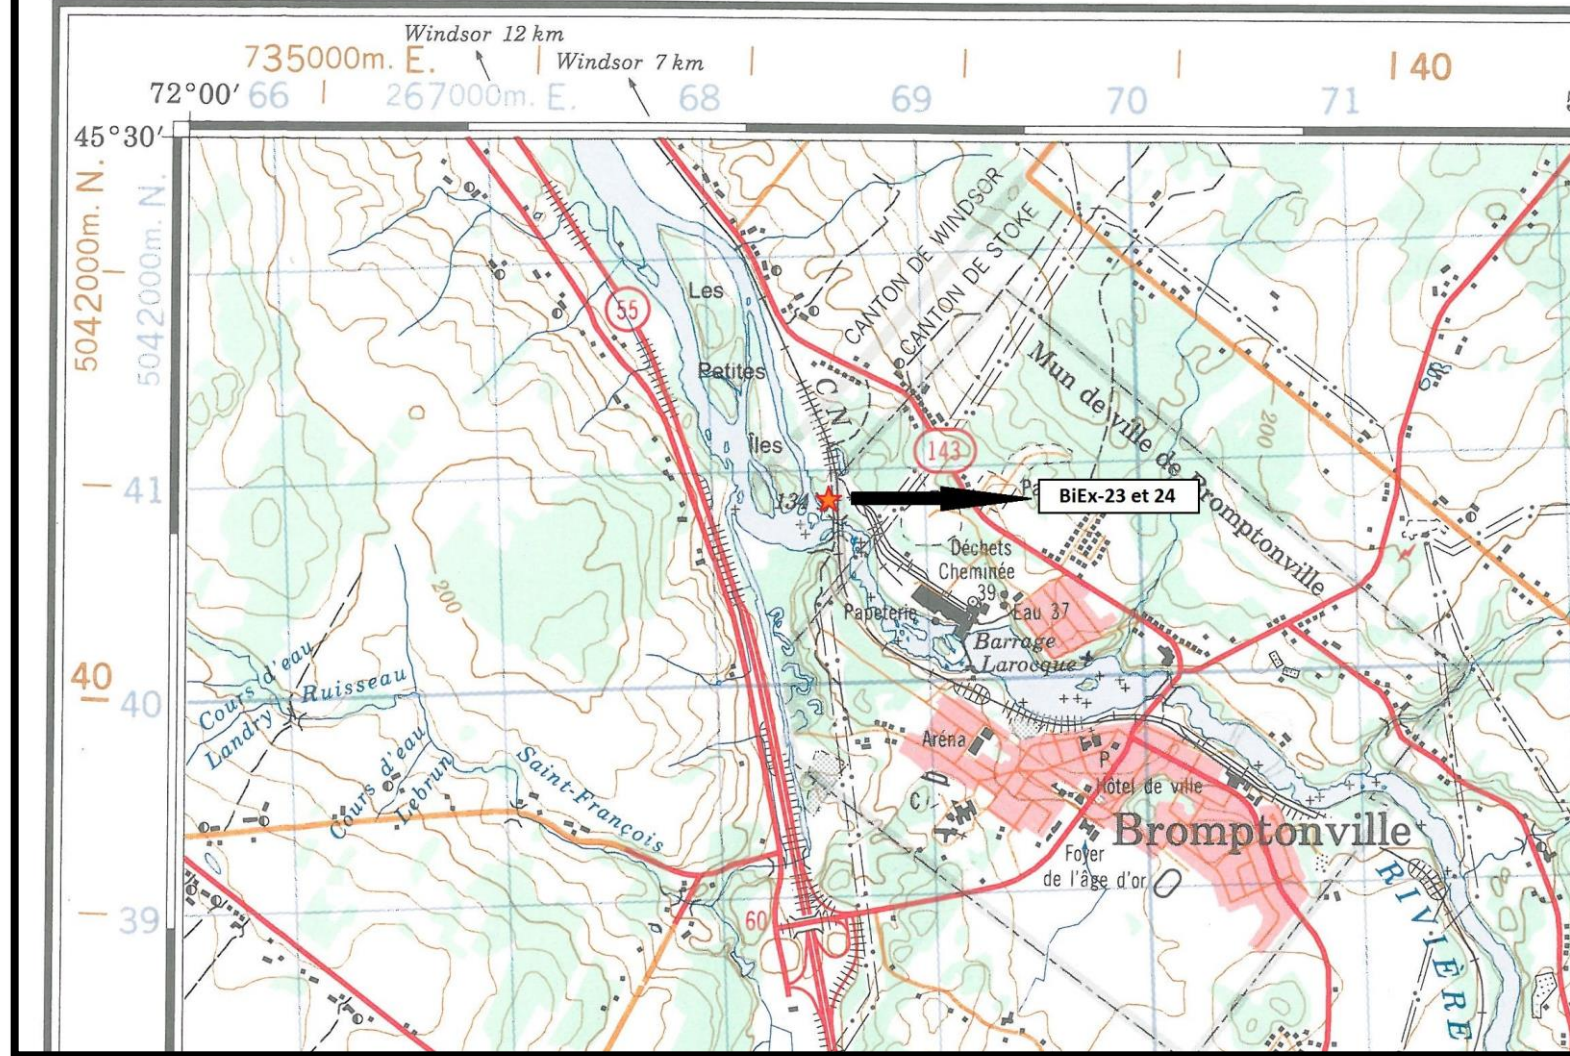 Windsor 12 km
735000m. E.
Windsor 7 km
40
72°00′
66
267000m. E.
68
69
70
71
45°30′
5042000m. N.
5042000m. N.
CANTON DE WINDSOR
CANTON DE STOKE
Les
55
Petites
CN
Mun de ville de Bromptonville
200
Îles
143
41
134
BiEx-23 et 24
Déchets
Cheminée
39
200
Papeterie
Eau 37
Barrage
Larocque
40
Cours d'eau
Landry
Ruisseau
40
Aréna
P
Hôtel de ville
Cours d'eau
Lebrun
Saint-François
C
Bromptonville
Foyer
de l'âge d'or
RIVIÈRE
39
60